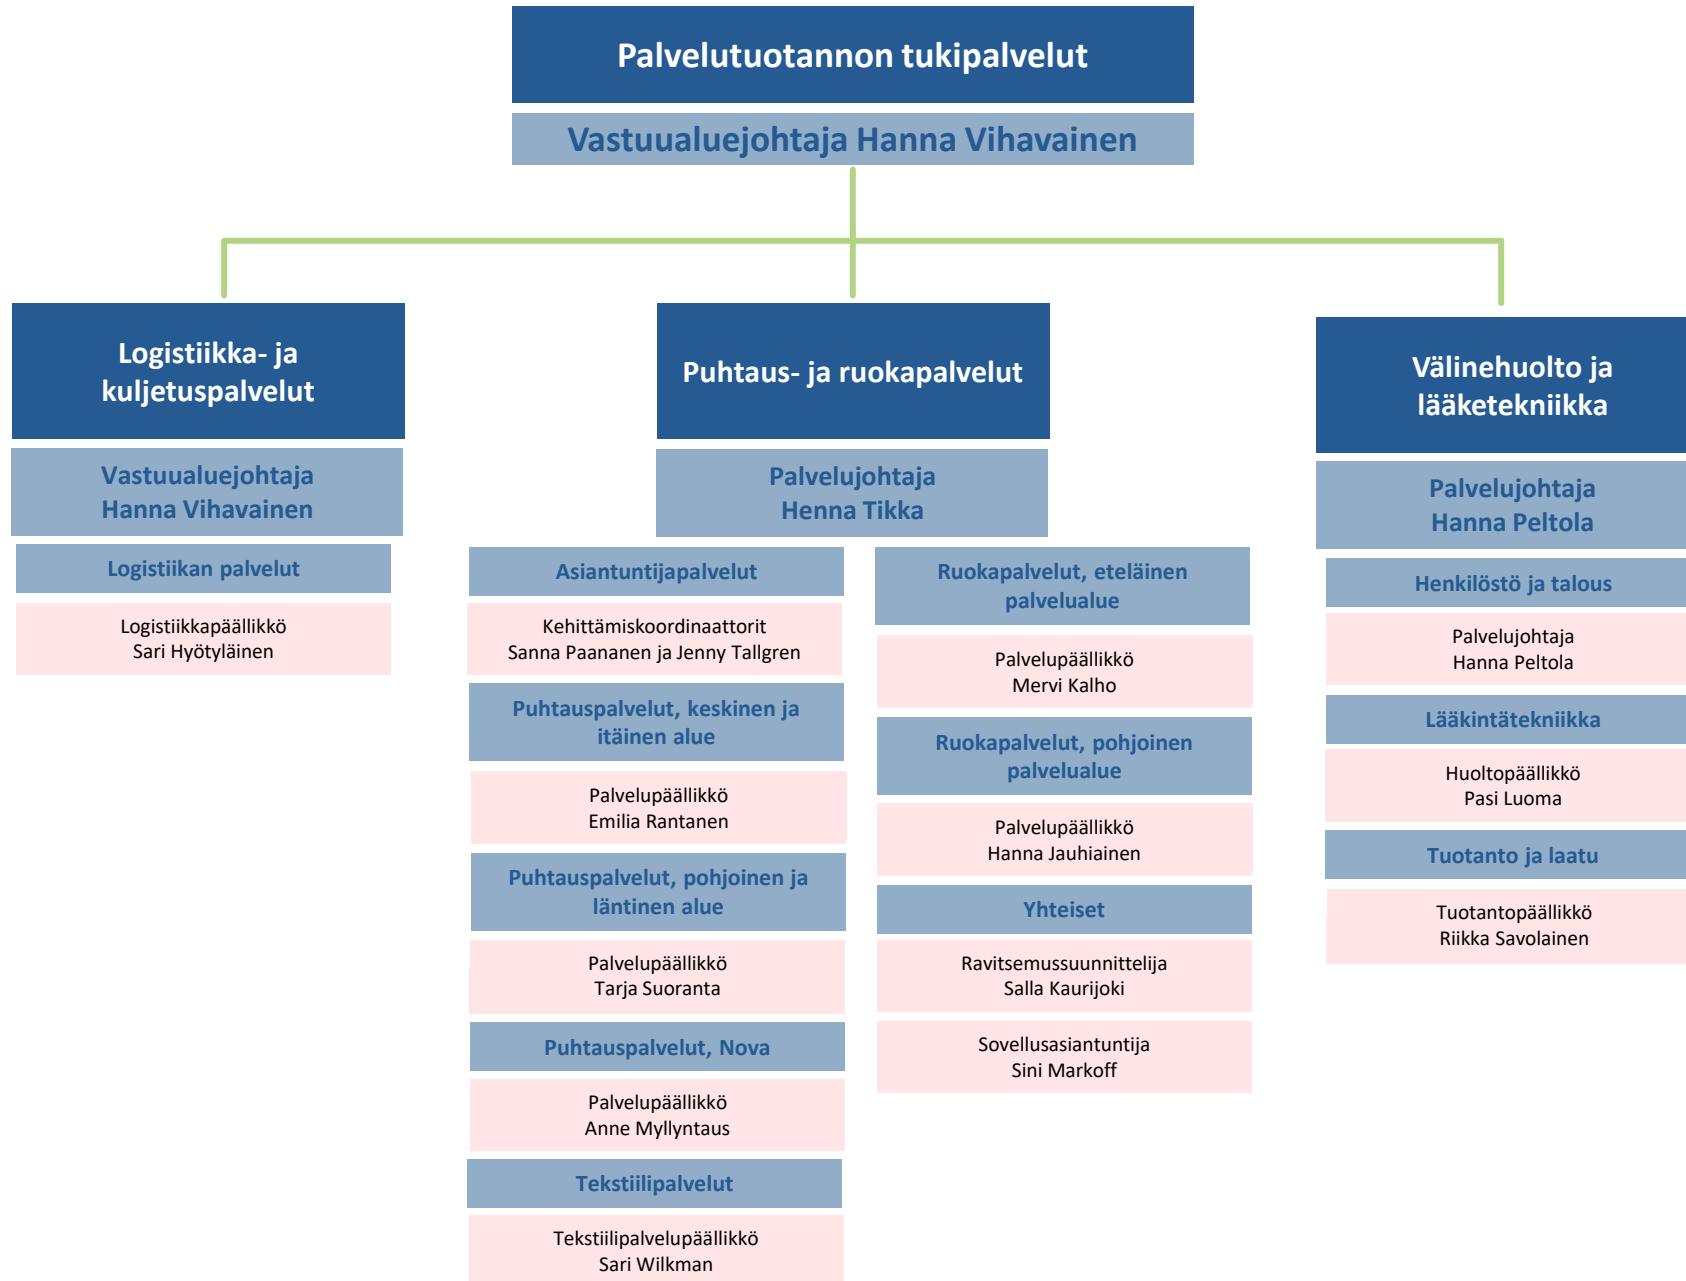 Palvelutuotannon tukipalvelut
Vastuualuejohtaja Hanna Vihavainen
Logistiikka- ja
kuljetuspalvelut
Vastuualuejohtaja
Hanna Vihavainen
Logistiikan palvelut
Logistiikkapäällikkö
Sari Hyötyläinen
Puhtaus- ja ruokapalvelut
Palvelujohtaja
Henna Tikka
Asiantuntijapalvelut
Kehittämiskoordinaattorit
Sanna Paananen ja Jenny Tallgren
Puhtauspalvelut, keskinen ja
itäinen alue
Palvelupäällikkö
Emilia Rantanen
Puhtauspalvelut, pohjoinen ja
läntinen alue
Palvelupäällikkö
Tarja Suoranta
Puhtauspalvelut, Nova
Palvelupäällikkö
Anne Myllyntaus
Tekstiilipalvelut
Tekstiilipalvelupäällikkö
Sari Wilkman
Ruokapalvelut, eteläinen
palvelualue
Palvelupäällikkö
Mervi Kalho
Ruokapalvelut, pohjoinen
palvelualue
Palvelupäällikkö
Hanna Jauhiainen
Yhteiset
Ravitsemussuunnittelija
Salla Kaurijoki
Sovellusasiantuntija
Sini Markoff
Välinehuolto ja
lääketekniikka
Palvelujohtaja
Hanna Peltola
Henkilöstö ja talous
Palvelujohtaja
Hanna Peltola
Lääkintätekniikka
Huoltopäällikkö
Pasi Luoma
Tuotanto ja laatu
Tuotantopäällikkö
Riikka Savolainen